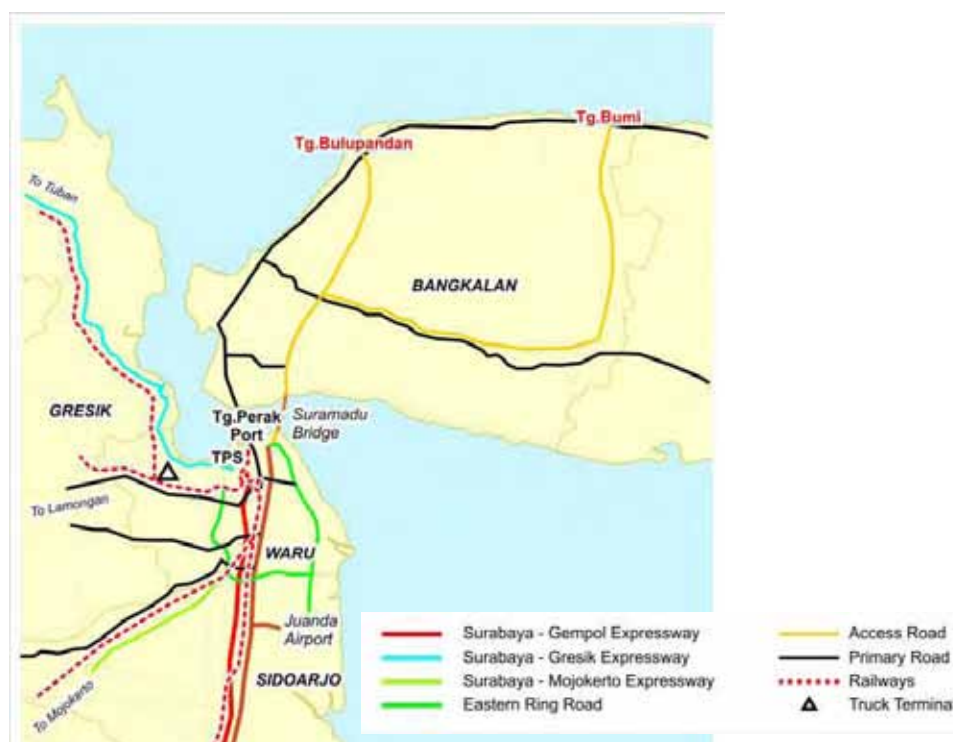 Tg.Bumi
Tg.Bulupandan
To Tuban
BANGKALAN
GRESIK
Tg.Perak
Port
Suramadu
Bridge
TPS
To Lamongan
WARU
Juanda
Airport
SIDOARJO
To Mojokerto
Surabaya - Gempol Expressway
Surabaya - Gresik Expressway
Surabaya - Mojokerto Expressway
Eastern Ring Road
Access Road
Primary Road
Railways
Truck Termina